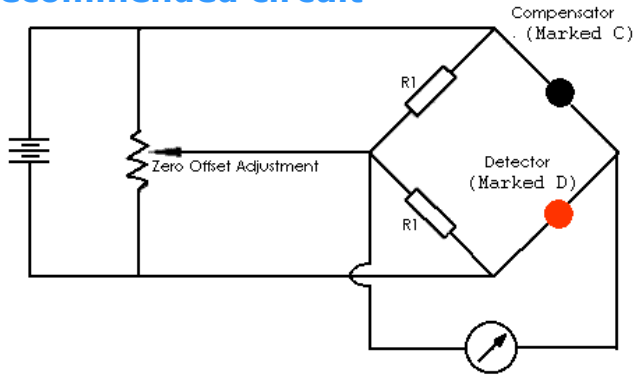 Compensator
. (Marked C)
R1
Zero Offset Adjustment
Detector
(Marked D)
R1